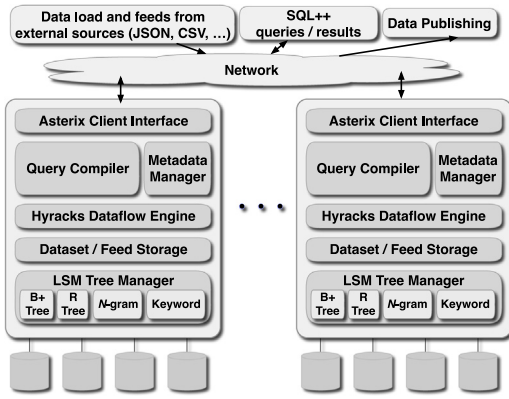 Data load and feeds from
external sources (JSON, CSV, ...)
SQL++
queries / results
Data Publishing
Network
Asterix Client Interface
Query Compiler
Metadata
Manager
Hyracks Dataflow Engine
Dataset / Feed Storage
LSM Tree Manager
B+
Tree
R
Tree
N-gram
Keyword
• • •
Asterix Client Interface
Query Compiler
Metadata
Manager
Hyracks Dataflow Engine
Dataset / Feed Storage
LSM Tree Manager
B+
Tree
R
Tree
N-gram
Keyword